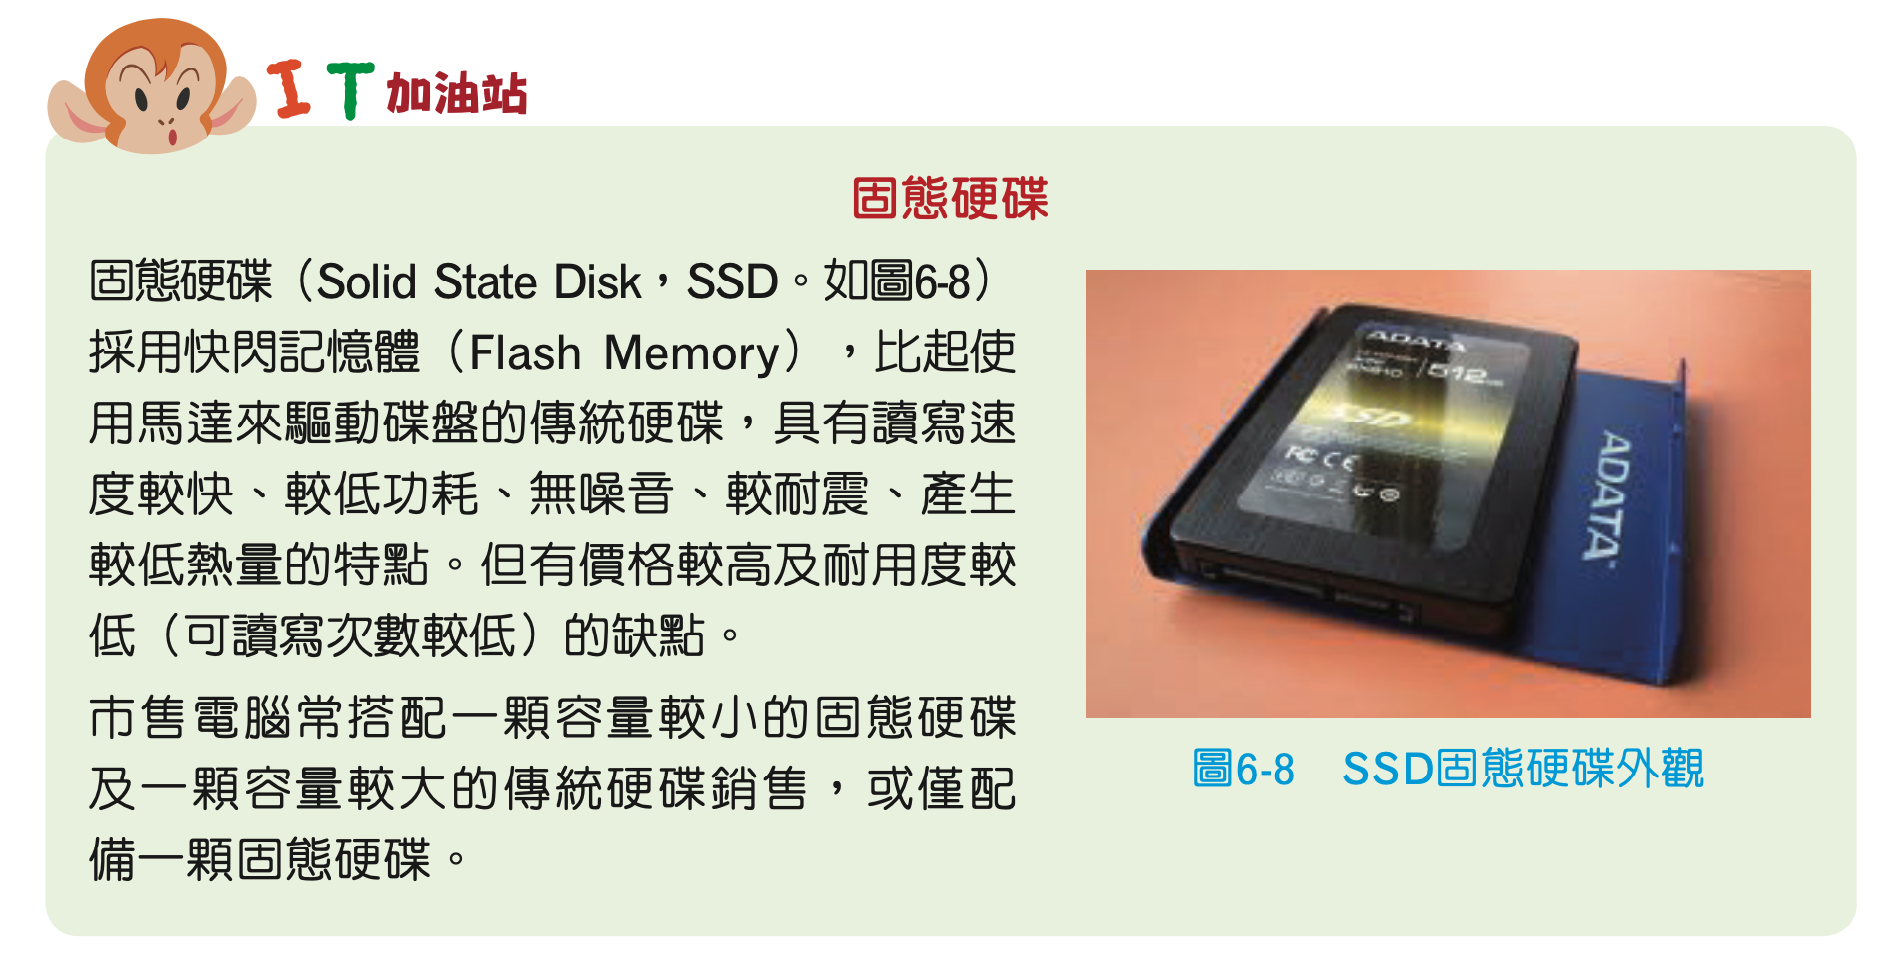 IT加油站
固態硬碟
固態硬碟（Solid State Disk，SSD。如圖6-8）
採用快閃記憶體（Flash Memory），比起使
用馬達來驅動碟盤的傳統硬碟，具有讀寫速
度較快、較低功耗、無噪音、較耐震、產生
較低熱量的特點。但有價格較高及耐用度較
低（可讀寫次數較低）的缺點。
市售電腦常搭配一顆容量較小的固態硬碟
及一顆容量較大的傳統硬碟銷售，或僅配
備一顆固態硬碟。
ADATA
512
SSD
FC CE
ADATA
圖6-8 SSD固態硬碟外觀